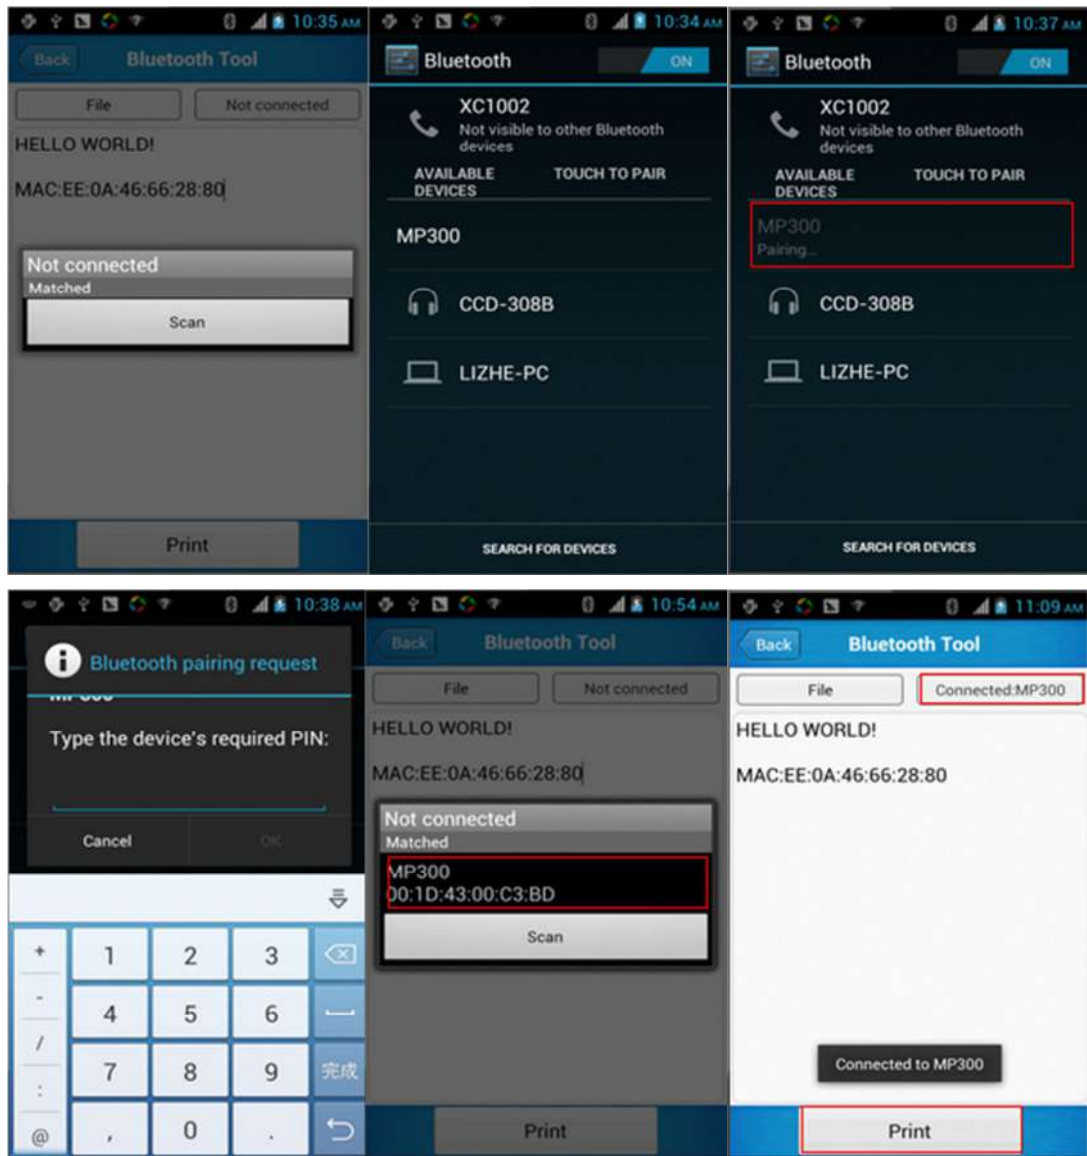 10:35 AM
Back Bluetooth Tool
File Not connected
HELLO WORLD!
MAC:EE:0A:46:66:28:80
Not connected
Matched
Scan
Print
10:34 AM
Bluetooth ON
XC1002
Not visible to other Bluetooth
devices
AVAILABLE TOUCH TO PAIR
DEVICES
MP300
CCD-308B
LIZHE-PC
SEARCH FOR DEVICES
10:37 AM
Bluetooth ON
XC1002
Not visible to other Bluetooth
devices
AVAILABLE TOUCH TO PAIR
DEVICES
MP300
Pairing...
CCD-308B
LIZHE-PC
SEARCH FOR DEVICES
10:38 AM
Bluetooth pairing request
Type the device's required PIN:
Cancel OK
+ 1 2 3
- 4 5 6
/ 7 8 9 完成
:
@ , 0 .
10:54 AM
Back Bluetooth Tool
File Not connected
HELLO WORLD!
MAC:EE:0A:46:66:28:80
Not connected
Matched
MP300
00:1D:43:00:C3:BD
Scan
Print
11:09 AM
Back Bluetooth Tool
File Connected:MP300
HELLO WORLD!
MAC:EE:0A:46:66:28:80
Connected to MP300
Print